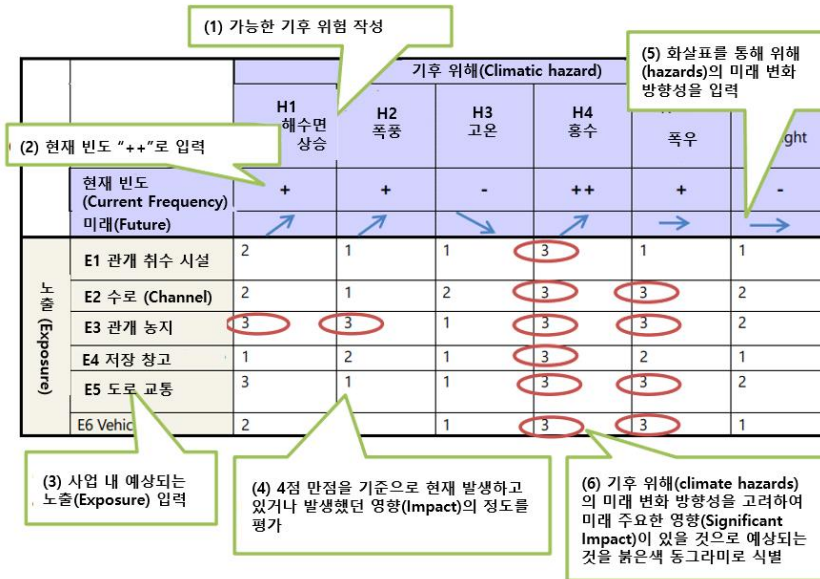 (1) 가능한 기후 위험 작성
(5) 화살표를 통해 위해
(hazards)의 미래 변화
방향성을 입력
기후 위해(Climatic hazard)
H1
해수면
상승
H2
폭풍
H3
고온
H4
홍수
폭우
ght
(2) 현재 빈도 “++”로 입력
현재 빈도
(Current Frequency)
+ + - ++ + -
미래(Future)
노출 (Exposure)
E1 관개 취수 시설 2 1 1 3 1 1
E2 수로 (Channel) 2 1 2 3 3 2
E3 관개 농지 3 3 1 3 3 2
E4 저장 창고 1 2 1 3 2 1
E5 도로 교통 3 1 1 3 3 2
E6 Vehic 2 1 3 3 1
(3) 사업 내 예상되는
노출(Exposure) 입력
(4) 4점 만점을 기준으로 현재 발생하고
있거나 발생했던 영향(Impact)의 정도를
평가
(6) 기후 위해(climate hazards)
의 미래 변화 방향성을 고려하여
미래 주요한 영향(Significant
Impact)이 있을 것으로 예상되는
것을 붉은색 동그라미로 식별